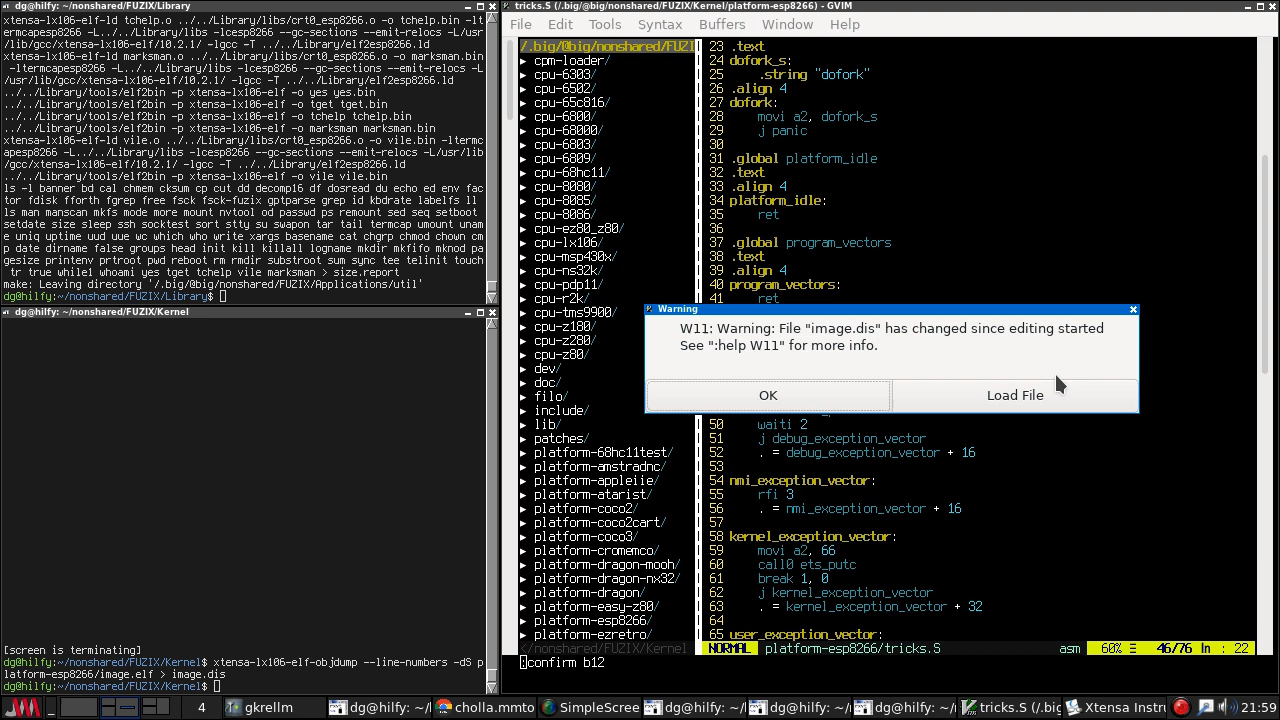 dg@hilfy: ~/nonshared/FUZIX/Library
xtensa-lx106-elf-ld tchelp.o ../../Library/libs/crt0_esp8266.o -o tchelp.bin -lt
ermcapesp8266 -L../../Library/libs -lcesp8266 --gc-sections --emit-relocs -L/usr
/lib/gcc/xtensa-lx106-elf/10.2.1/ -lgcc -T ../../Library/elf2esp8266.ld
xtensa-lx106-elf-ld marksman.o ../../Library/libs/crt0_esp8266.o -o marksman.bin
 -ltermcapesp8266 -L../../Library/libs -lcesp8266 --gc-sections --emit-relocs -L/u
sr/lib/gcc/xtensa-lx106-elf/10.2.1/ -lgcc -T ../../Library/elf2esp8266.ld
../../Library/tools/elf2bin -p xtensa-lx106-elf -o yes yes.bin
../../Library/tools/elf2bin -p xtensa-lx106-elf -o tget tget.bin
../../Library/tools/elf2bin -p xtensa-lx106-elf -o tchelp tchelp.bin
../../Library/tools/elf2bin -p xtensa-lx106-elf -o marksman marksman.bin
xtensa-lx106-elf-ld vile.o ../../Library/libs/crt0_esp8266.o -o vile.bin -ltermc
apesp8266 -L../../Library/libs -lcesp8266 --gc-sections --emit-relocs -L/usr/lib
/gcc/xtensa-lx106-elf/10.2.1/ -lgcc -T ../../Library/elf2esp8266.ld
../../Library/tools/elf2bin -p xtensa-lx106-elf -o vile vile.bin
ls -l banner bd cal chmem cksum cp cut dd decomp16 df dosread du echo ed env fac
tor fdisk fforth fgrep free fsck fsck-fuzix gptparse grep id kbdrate labelfs ll
ls man manscan mkfs mode more mount nvtool od passwd ps remount sed seq setboot
setdate size sleep ssh socktest sort stty su swapon tar tail termcap umount unam
e uniq uptime uud uue wc which who write xargs basename cat chgrp chmod chown cm
p date dirname false groups head init kill killall logname mkdir mkfifo mknod pa
gesize printenv prtroot pwd reboot rm rmdir substroot sum sync tee telinit touch
 tr true while1 whoami yes tget tchelp vile marksman > size.report
make: Leaving directory '/.big/@big/nonshared/FUZIX/Applications/util'
dg@hilfy:~/nonshared/FUZIX/Library$
dg@hilfy: ~/nonshared/FUZIX/Kernel
[screen is terminating]
dg@hilfy:~/nonshared/FUZIX/Kernel$ xtensa-lx106-elf-objdump --line-numbers -dS p
latform-esp8266/image.elf > image.dis
dg@hilfy:~/nonshared/FUZIX/Kernel$
tricks.S (/.big/@big/nonshared/FUZIX/Kernel/platform-esp8266) - GVIM
File Edit Tools Syntax Buffers Window Help
/.big/@big/nonshared/FUZI
▸ cpm-loader/
▸ cpu-6303/
▸ cpu-6502/
▸ cpu-65c816/
▸ cpu-6800/
▸ cpu-68000/
▸ cpu-6803/
▸ cpu-6809/
▸ cpu-68hc11/
▸ cpu-8080/
▸ cpu-8085/
▸ cpu-8086/
▸ cpu-ez80_z80/
▸ cpu-lx106/
▸ cpu-msp430x/
▸ cpu-ns32k/
▸ cpu-pdp11/
▸ cpu-r2k/
▸ cpu-tms9900/
▸ cpu-z180/
▸ cpu-z280/
▸ cpu-z80/
▸ dev/
▸ doc/
▸ filo/
▸ include/
▸ lib/
▸ patches/
▸ platform-68hc11test/
▸ platform-amstradnc/
▸ platform-appleiie/
▸ platform-atarist/
▸ platform-coco2/
▸ platform-coco2cart/
▸ platform-coco3/
▸ platform-cromemco/
▸ platform-dragon-mooh/
▸ platform-dragon-nx32/
▸ platform-dragon/
▸ platform-easy-z80/
▸ platform-esp8266/
▸ platform-ezretro/
</nonshared/FUZIX/Kernel
23 .text
24 dofork_s:
25     .string "dofork"
26 .align 4
27 dofork:
28     movi a2, dofork_s
29     j panic
30
31 .global platform_idle
32 .text
33 .align 4
34 platform_idle:
35     ret
36
37 .global program_vectors
38 .text
39 .align 4
40 program_vectors:
41     ret
Warning
W11: Warning: File "image.dis" has changed since editing started
See ":help W11" for more info.
OK
Load File
50     waiti 2
51     j debug_exception_vector
52     . = debug_exception_vector + 16
53
54 nmi_exception_vector:
55     rfi 3
56     . = nmi_exception_vector + 16
57
58 kernel_exception_vector:
59     movi a2, 66
60     call0 ets_putc
61     break 1, 0
62     j kernel_exception_vector
63     . = kernel_exception_vector + 32
64
65 user_exception_vector:
NORMAL platform-esp8266/tricks.S asm 60% ☰ 46/76 ln : 22
:confirm b12
4 gkrellm dg@hilfy: ~/ cholla.mmto SimpleScree dg@hilfy: ~/ dg@hilfy: ~/ dg@hilfy: ~/ tricks.S (/.big Xtensa Instr 21:59